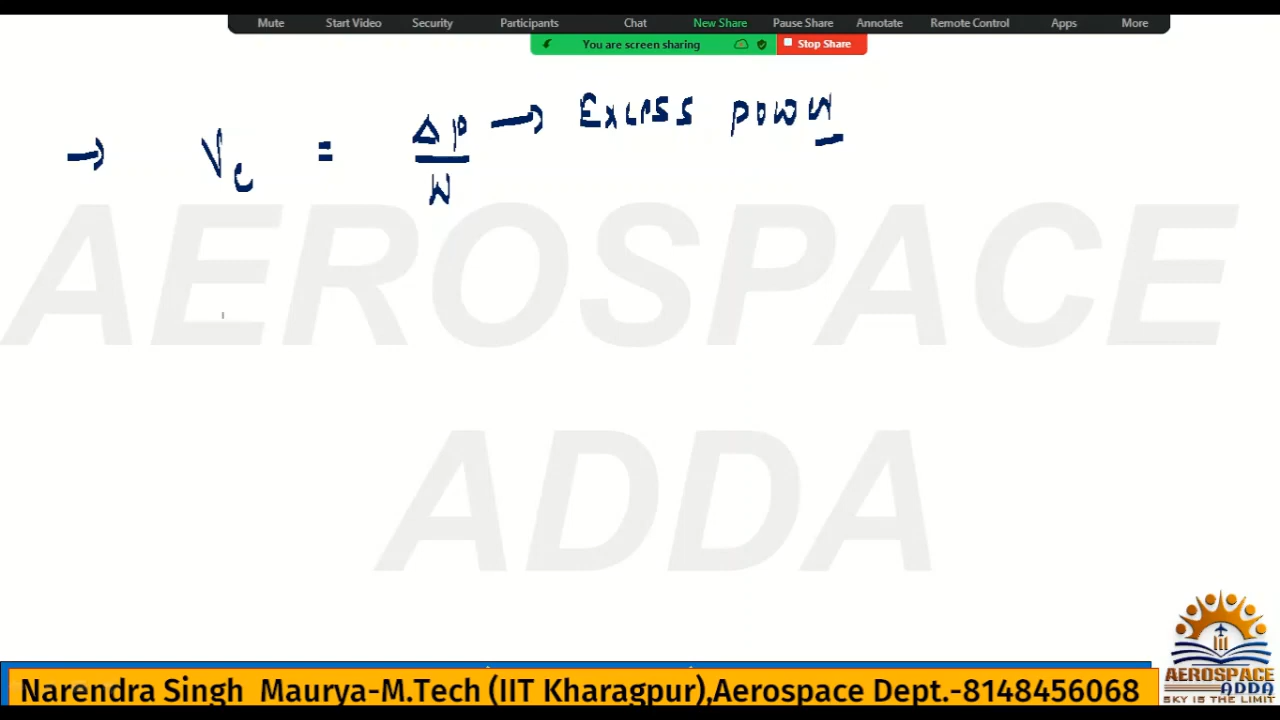 Mute Start Video Security Participants Chat New Share Pause Share Annotate Remote Control Apps More
You are screen sharing Stop Share
→ Vc = ΔP/W → Excess power
AEROSPACE
ADDA
Narendra Singh Maurya-M.Tech (IIT Kharagpur),Aerospace Dept.-8148456068
AEROSPACE
ADDA
SKY IS THE LIMIT